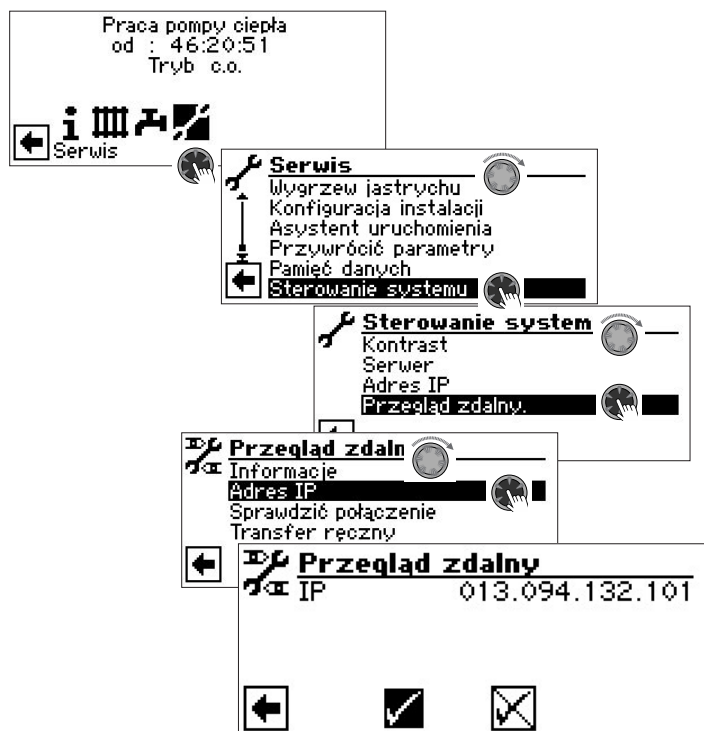 Praca pompy ciepła
od : 46:20:51
Tryb c.o.
Serwis
Serwis
Wygrzew jastrychu
Konfiguracja instalacji
Asystent uruchomienia
Przywrócić parametry
Pamięć danych
Sterowanie systemu
Sterowanie system
Kontrast
Serwer
Adres IP
Przegląd zdalny.
Przegląd zdaln
Informacje
Adres IP
Sprawdzić połączenie
Transfer ręczny
Przegląd zdalny
IP 013.094.132.101